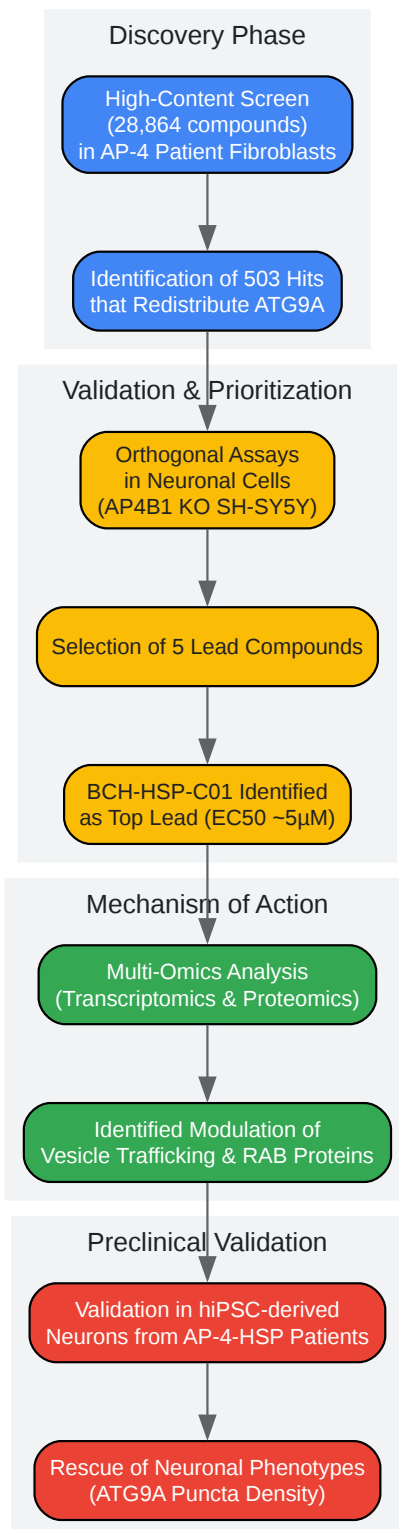 Discovery Phase
High-Content Screen
(28,864 compounds)
in AP-4 Patient Fibroblasts
Identification of 503 Hits
that Redistribute ATG9A
Validation & Prioritization
Orthogonal Assays
in Neuronal Cells
(AP4B1 KO SH-SY5Y)
Selection of 5 Lead Compounds
BCH-HSP-C01 Identified
as Top Lead (EC50 ~5µM)
Mechanism of Action
Multi-Omics Analysis
(Transcriptomics & Proteomics)
Identified Modulation of
Vesicle Trafficking & RAB Proteins
Preclinical Validation
Validation in hiPSC-derived
Neurons from AP-4-HSP Patients
Rescue of Neuronal Phenotypes
(ATG9A Puncta Density)